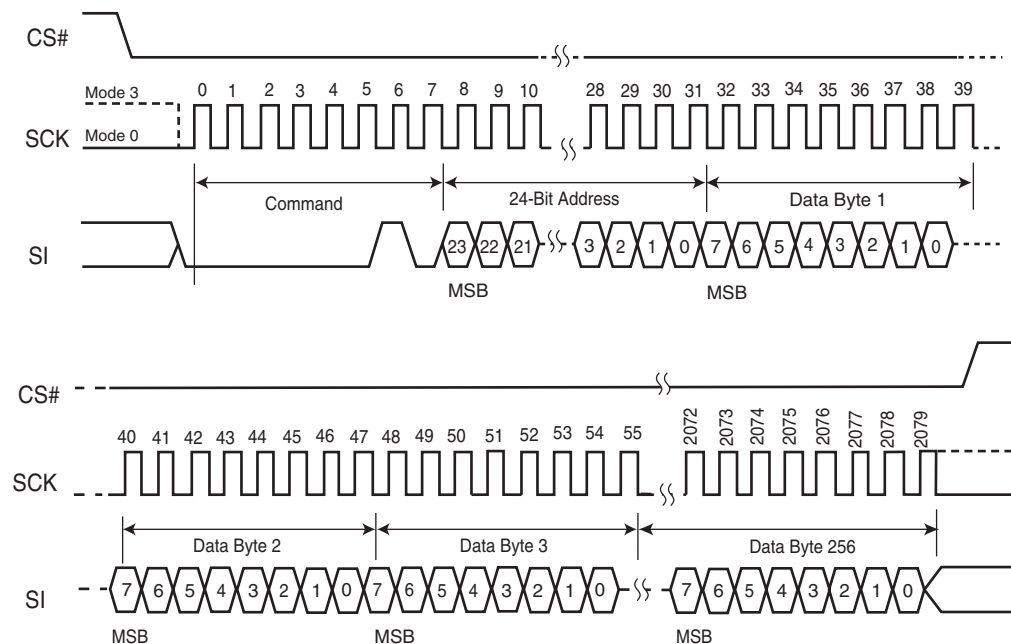 CS#
Mode 3
0 1 2 3 4 5 6 7 8 9 10 28 29 30 31 32 33 34 35 36 37 38 39
SCK
Mode 0
Command
24-Bit Address
Data Byte 1
SI
23 22 21 3 2 1 0 7 6 5 4 3 2 1 0
MSB MSB
CS#
40 41 42 43 44 45 46 47 48 49 50 51 52 53 54 55 2072 2073 2074 2075 2076 2077 2078 2079
SCK
Data Byte 2
Data Byte 3
Data Byte 256
SI
7 6 5 4 3 2 1 0 7 6 5 4 3 2 1 0 7 6 5 4 3 2 1 0
MSB MSB MSB